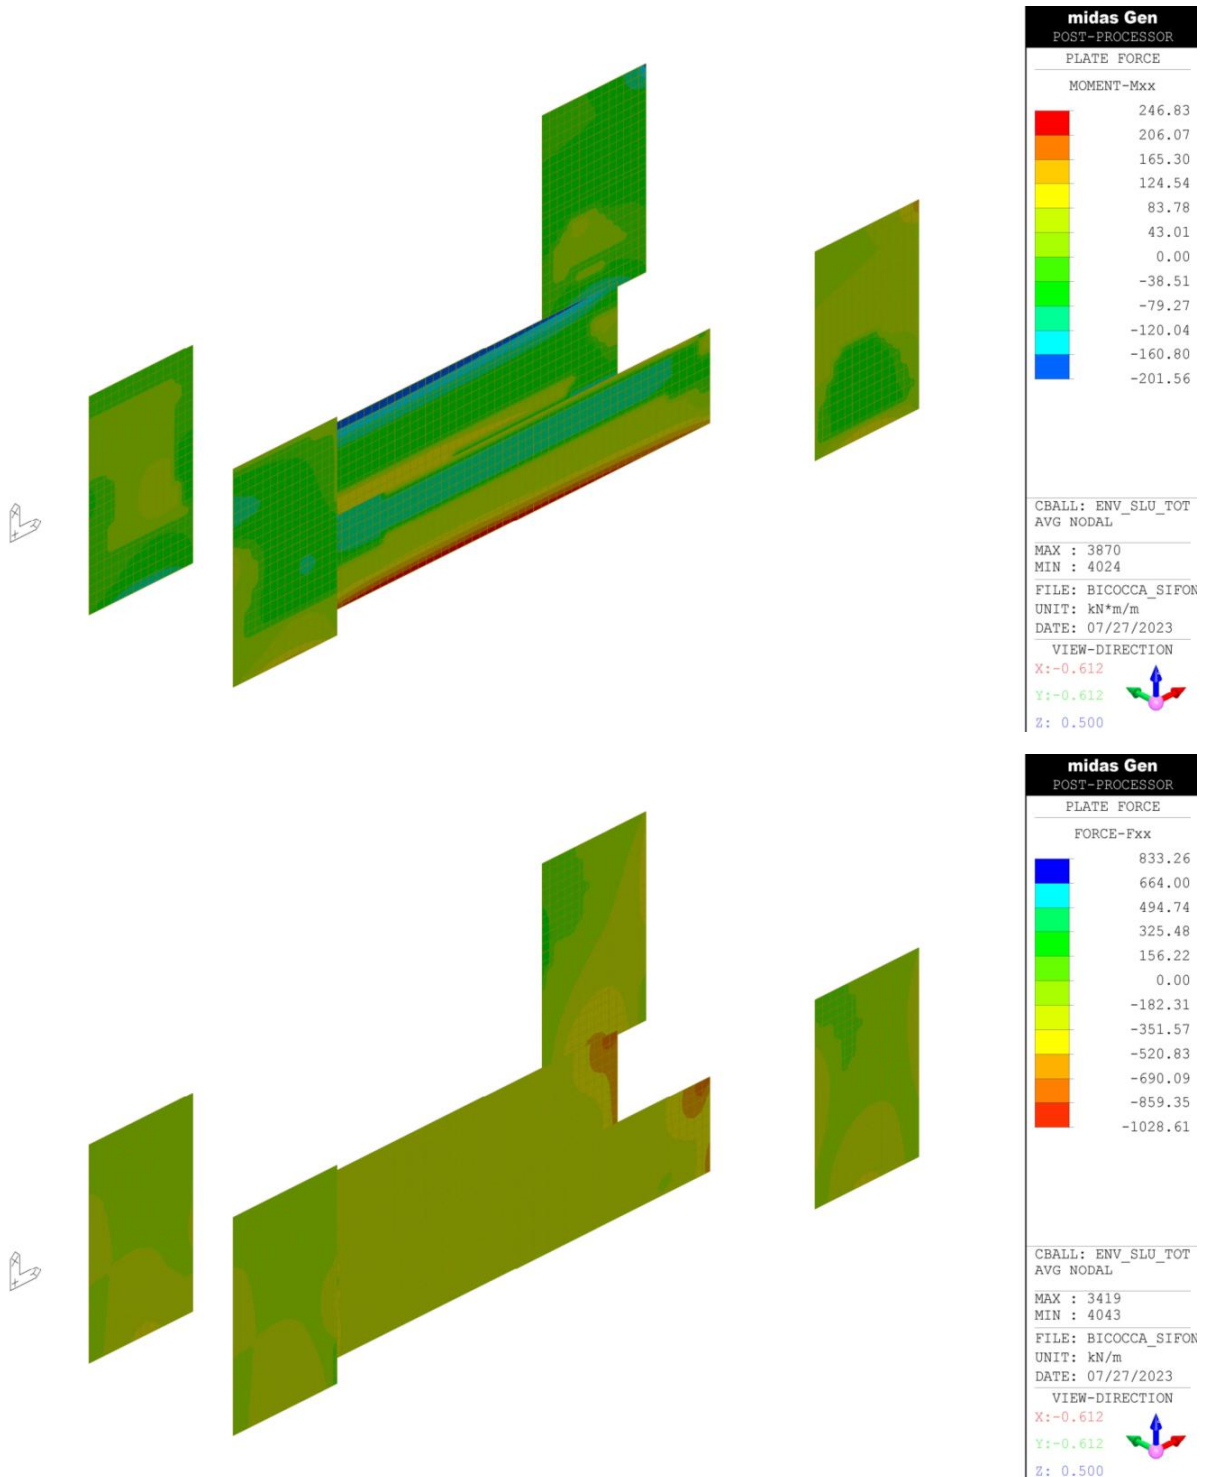 midas Gen
POST-PROCESSOR
PLATE FORCE
MOMENT-Mxx
246.83
206.07
165.30
124.54
83.78
43.01
0.00
-38.51
-79.27
-120.04
-160.80
-201.56
CBALL: ENV_SLU_TOT
AVG NODAL
MAX : 3870
MIN : 4024
FILE: BICOCCA_SIFON
UNIT: kN*m/m
DATE: 07/27/2023
VIEW-DIRECTION
X:-0.612
Y:-0.612
Z: 0.500
midas Gen
POST-PROCESSOR
PLATE FORCE
FORCE-Fxx
833.26
664.00
494.74
325.48
156.22
0.00
-182.31
-351.57
-520.83
-690.09
-859.35
-1028.61
CBALL: ENV_SLU_TOT
AVG NODAL
MAX : 3419
MIN : 4043
FILE: BICOCCA_SIFON
UNIT: kN/m
DATE: 07/27/2023
VIEW-DIRECTION
X:-0.612
Y:-0.612
Z: 0.500